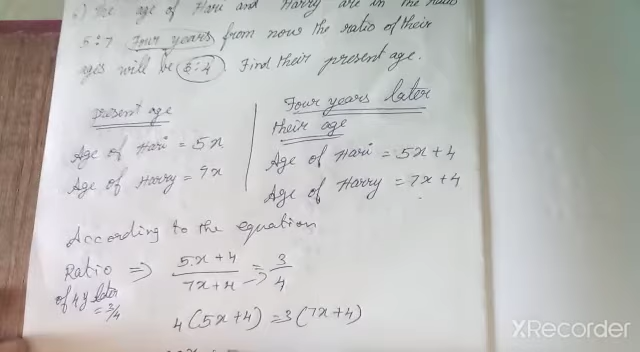 The age of Hari and Harry are in the ratio
5:7 Four years from now the ratio of their
ages will be 3:4. Find their present age.
Present age
Age of Hari = 5x
Age of Harry = 7x
Four years later
their age
Age of Hari = 5x+4
Age of Harry = 7x+4
According to the equation
Ratio ⇒ 5x+4 / 7x+4 = 3/4
of 4y later
= 3/4
4(5x+4) = 3(7x+4)
XRecorder